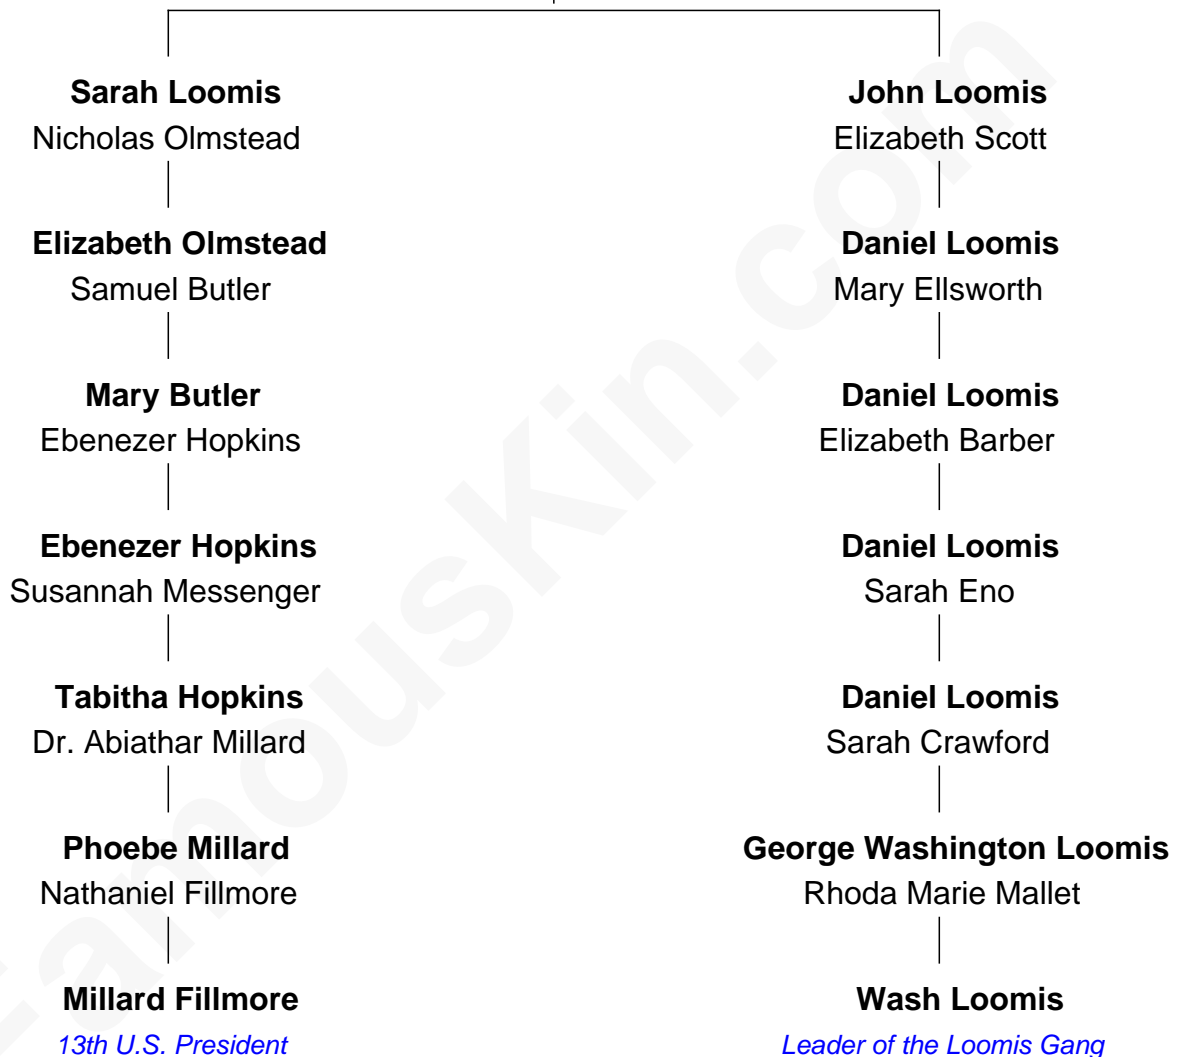 Sarah Loomis
Nicholas Olmstead
Elizabeth Olmstead
Samuel Butler
Mary Butler
Ebenezer Hopkins
Ebenezer Hopkins
Susannah Messenger
Tabitha Hopkins
Dr. Abiathar Millard
Phoebe Millard
Nathaniel Fillmore
Millard Fillmore
13th U.S. President
John Loomis
Elizabeth Scott
Daniel Loomis
Mary Ellsworth
Daniel Loomis
Elizabeth Barber
Daniel Loomis
Sarah Eno
Daniel Loomis
Sarah Crawford
George Washington Loomis
Rhoda Marie Mallet
Wash Loomis
Leader of the Loomis Gang
FamousKin.com